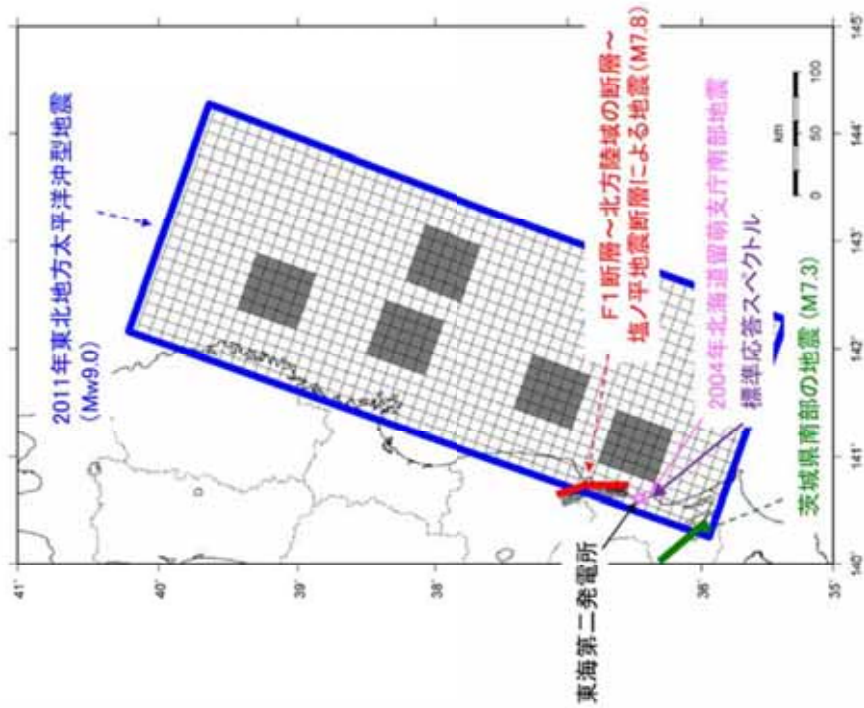 2011年東北地方太平洋沖型地震
(Mw9.0)
F1断層～北方陸域の断層～
塩ノ平地震断層による地震(M7.8)
2004年北海道留萌支庁南部地震
標準応答スペクトル
茨城県南部の地震 (M7.3)
東海第二発電所
km
0 50 100
41˚
40˚
39˚
38˚
36˚
35˚
140˚ 141˚ 142˚ 143˚ 144˚ 145˚